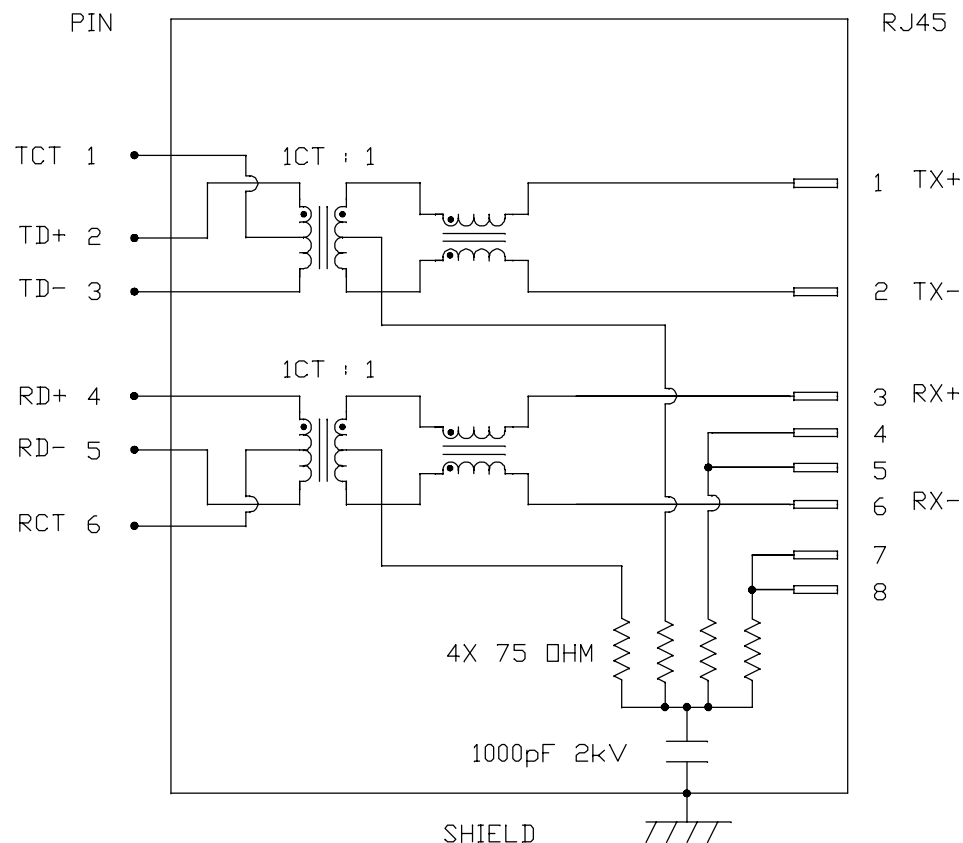 PIN
RJ45
TCT 1
1CT : 1
1 TX+
TD+ 2
TD- 3
2 TX-
1CT : 1
RD+ 4
3 RX+
4
RD- 5
5
6 RX-
RCT 6
7
8
4X 75 OHM
1000pF 2kV
SHIELD